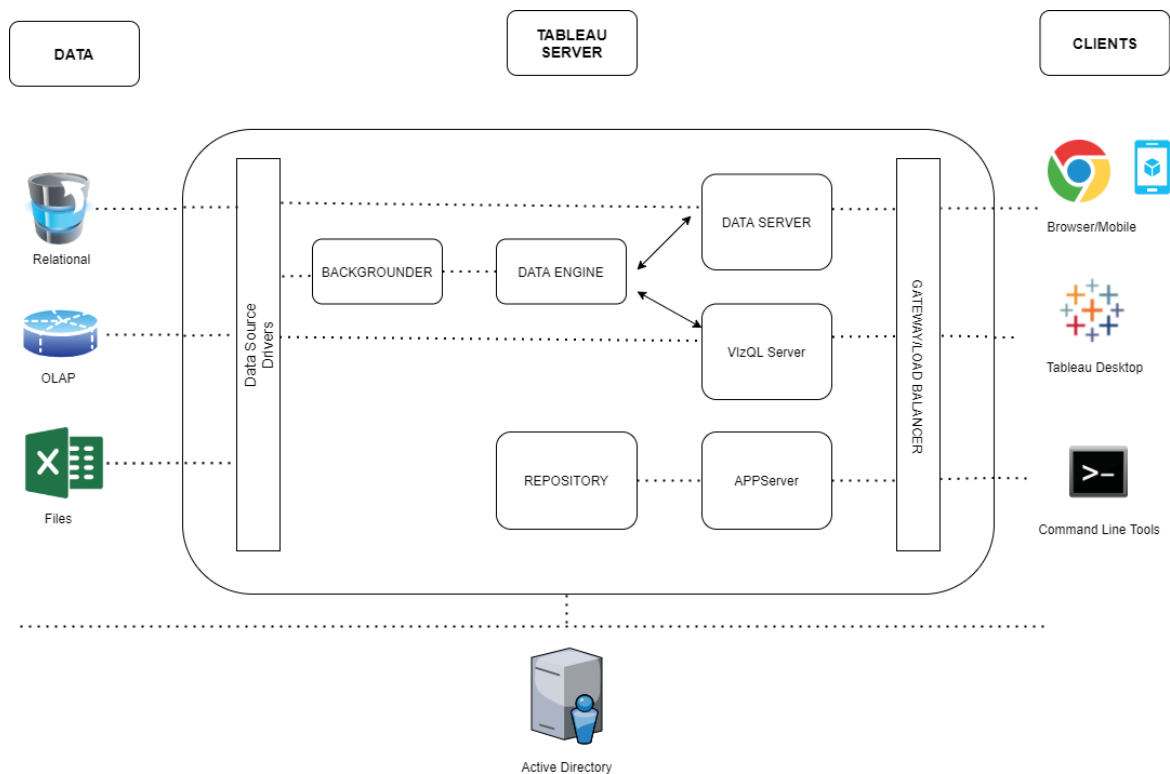 DATA
TABLEAU
SERVER
CLIENTS
Relational
OLAP
Files
Data Source
Drivers
BACKGROUNDER
DATA ENGINE
DATA SERVER
VIzQL Server
REPOSITORY
APPServer
GATEWAY/LOAD BALANCER
Browser/Mobile
Tableau Desktop
Command Line Tools
Active Directory